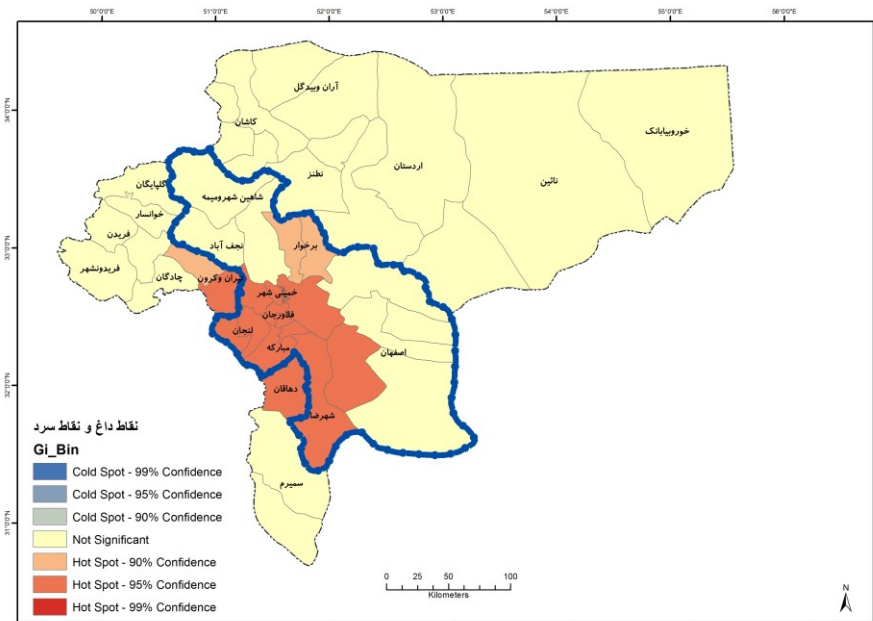 50°0'0"E 51°0'0"E 52°0'0"E 53°0'0"E 54°0'0"E 55°0'0"E 56°0'0"E
34°0'0"N
33°0'0"N
32°0'0"N
31°0'0"N
آران وبیدگل
کاشان
خوروبیابانک
اردستان
نطنز
نائین
گلپایگان
شاهین شهرومیمه
خوانسار
برخوار
نجف آباد
فریدن
فریدونشهر
چادگان
تیران وکرون
خمینی شهر
فلاورجان
لنجان
مبارکه
اصفهان
دهاقان
شهرضا
سمیرم
نقاط داغ و نقاط سرد
Gi_Bin
Cold Spot - 99% Confidence
Cold Spot - 95% Confidence
Cold Spot - 90% Confidence
Not Significant
Hot Spot - 90% Confidence
Hot Spot - 95% Confidence
Hot Spot - 99% Confidence
0 25 50 100
Kilometers
N